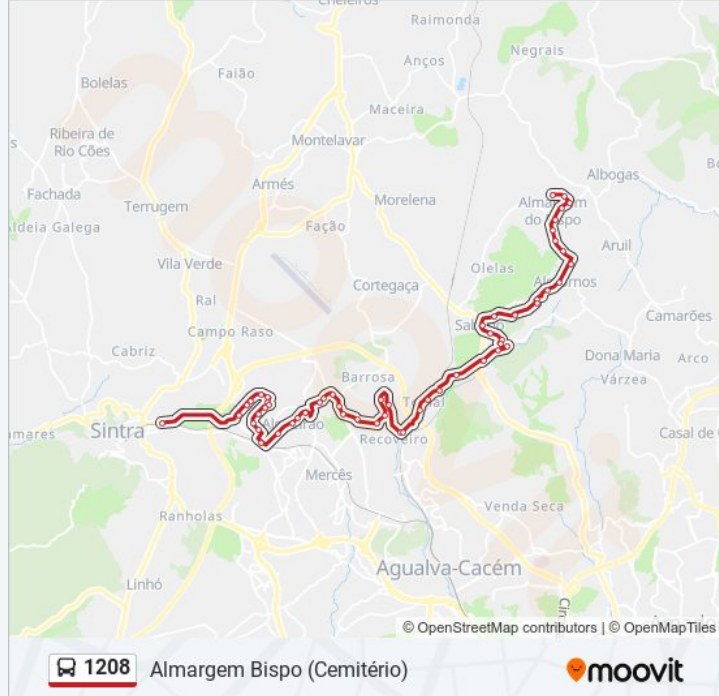 Cheleiros
Raimonda
Anços
Negrais
Bolelas
Faião
Maceira
Ribeira de
Rio Cões
Montelavar
Albogas
Fachada
Armés
Morelena
Almargem
do Bispo
Terrugem
Aldeia Galega
Fação
Aruil
Vila Verde
Olelas
Almornos
Cortegaça
Ral
Camarões
Campo Raso
Sabugo
Cabriz
Barrosa
Dona Maria
Arco
Várzea
Telhal
Sintra
Algueirão
Recoveiro
Casal de C
Mercês
Venda Seca
Ranholas
Agualva-Cacém
Linhó
© OpenStreetMap contributors | © OpenMapTiles
1208 Almargem Bispo (Cemitério)
moovit